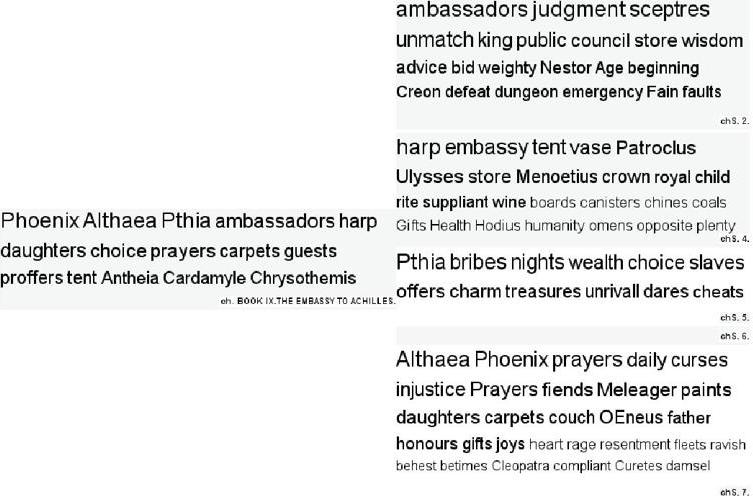 Phoenix Althaea Pthia ambassadors harp
daughters choice prayers carpets guests
proffers tent Antheia Cardamyle Chrysothemis
ch. BOOK IX.THE EMBASSY TO ACHILLES.
ambassadors judgment sceptres
unmatch king public council store wisdom
advice bid weighty Nestor Age beginning
Creon defeat dungeon emergency Fain faults
chS. 2.
harp embassy tent vase Patroclus
Ulysses store Menoetius crown royal child
rite suppliant wine boards canisters chines coals
Gifts Health Hodius humanity omens opposite plenty
chS. 4.
Pthia bribes nights wealth choice slaves
offers charm treasures unrivall dares cheats
chS. 5.
chS. 6.
Althaea Phoenix prayers daily curses
injustice Prayers fiends Meleager paints
daughters carpets couch OEneus father
honours gifts joys heart rage resentment fleets ravish
behest betimes Cleopatra compliant Curetes damsel
chS. 7.